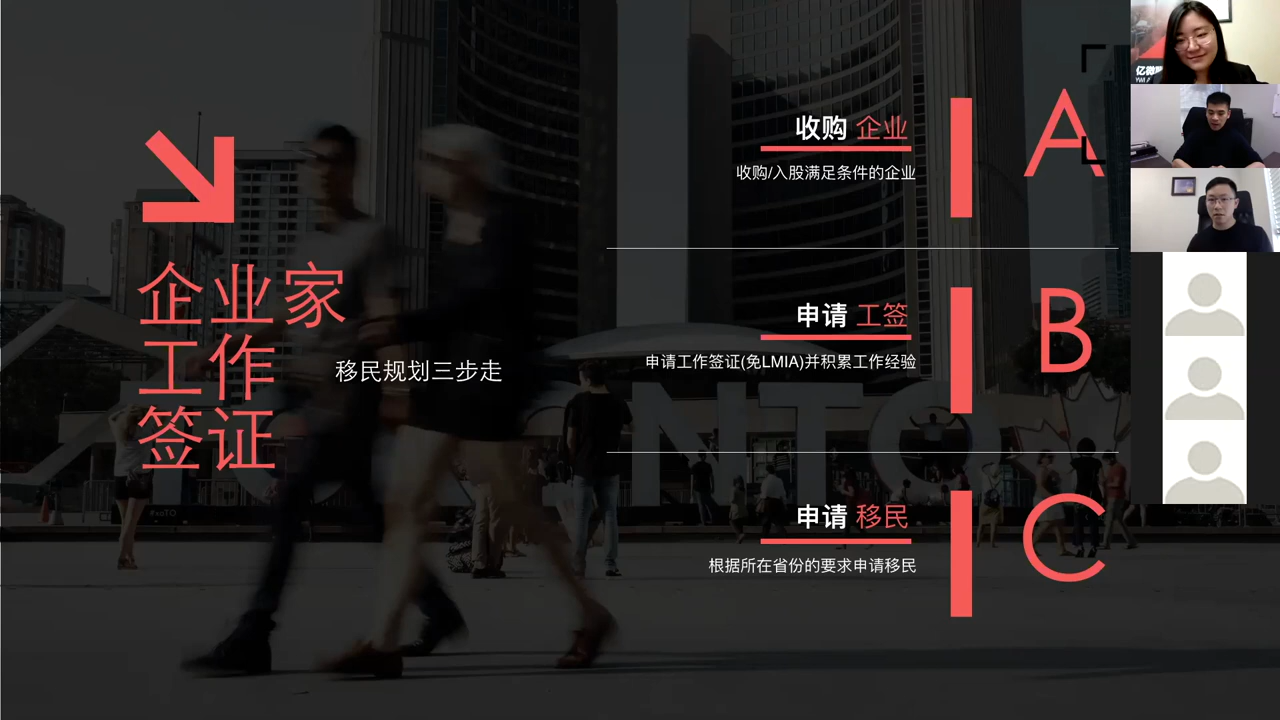 企业家
工作
签证
移民规划三步走
收购 企业
收购/入股满足条件的企业
A
申请 工签
申请工作签证(免LMIA)并积累工作经验
B
申请 移民
根据所在省份的要求申请移民
C
亿微